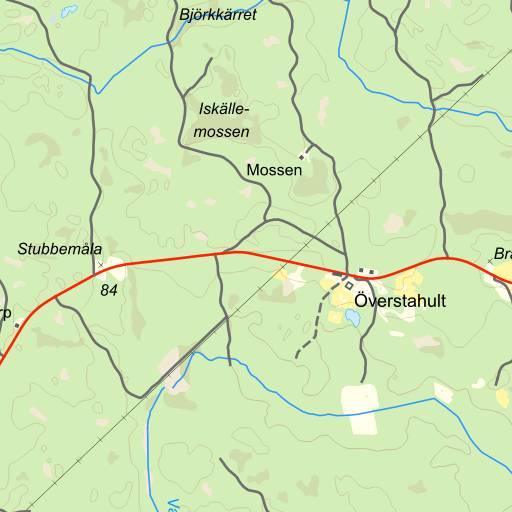 Björkkärret
Iskälle-
mossen
Mossen
Stubbemåla
84
Överstahult